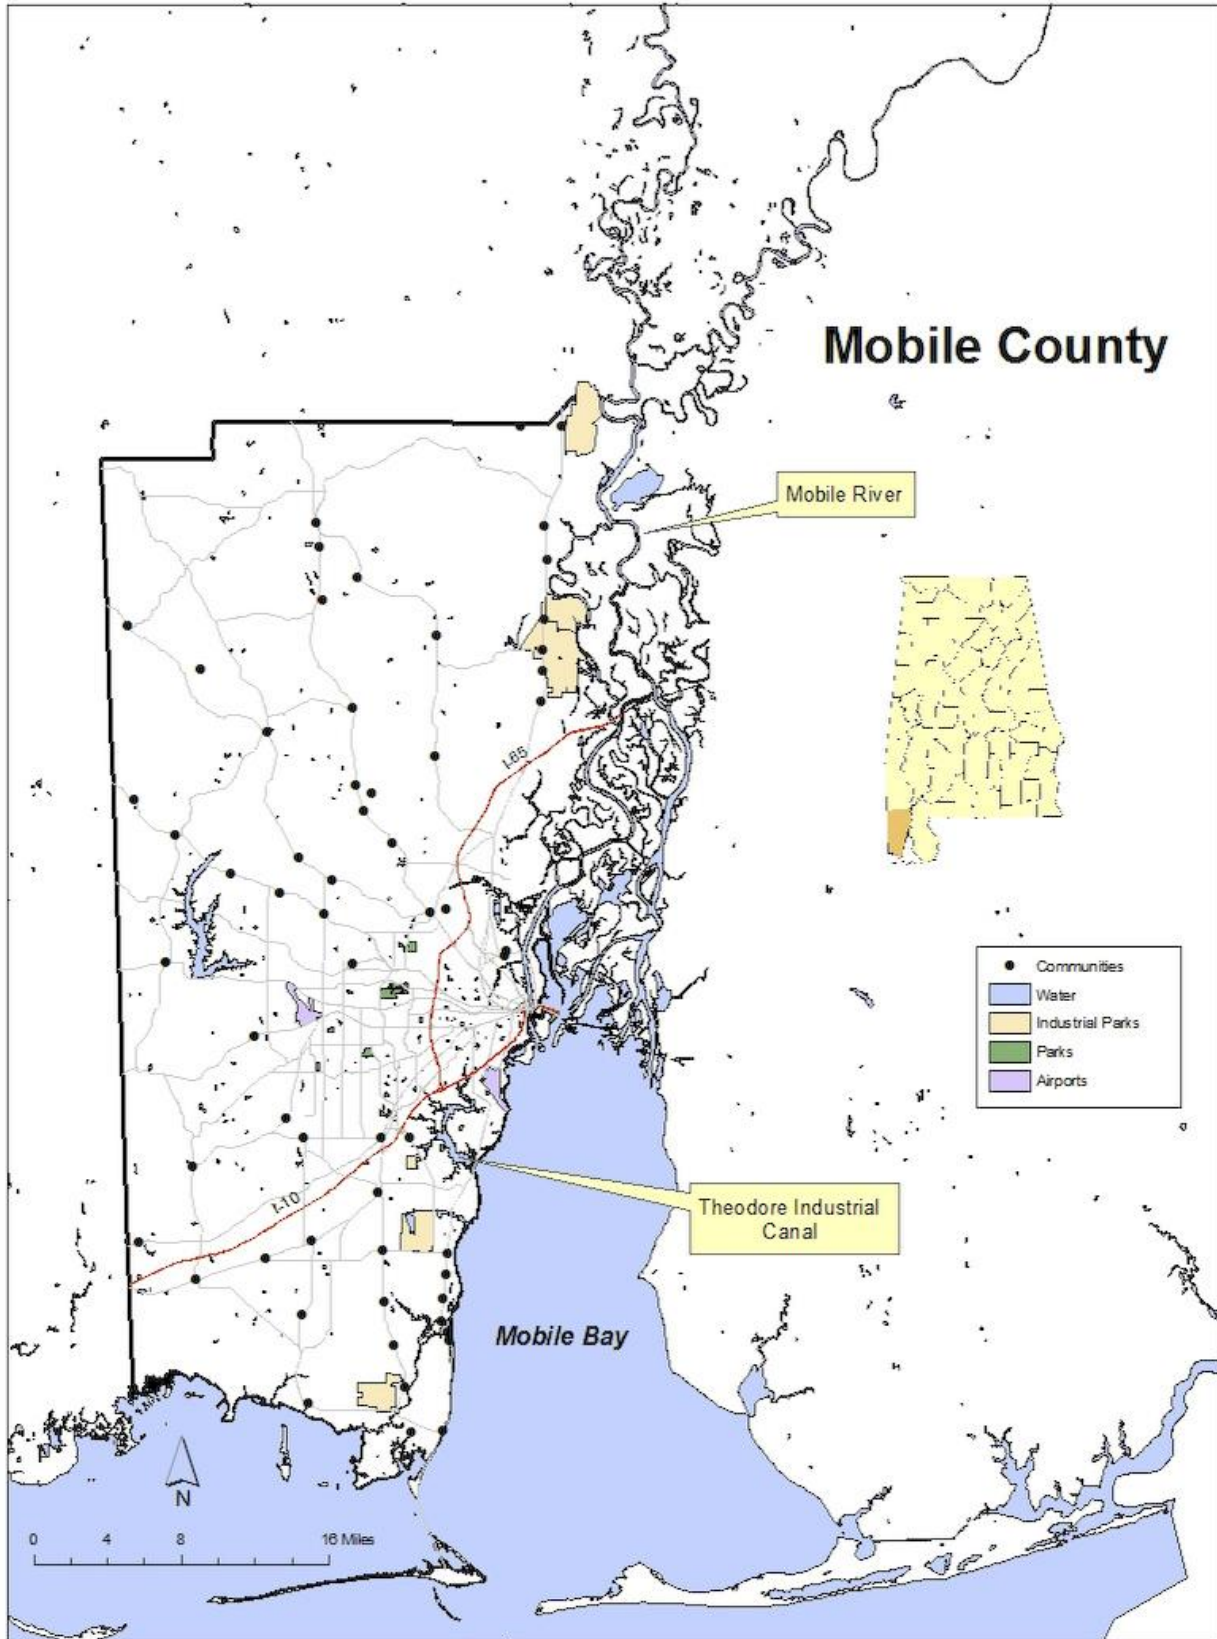 Mobile County
Mobile River
I-65
Communities
Water
Industrial Parks
Parks
Airports
I-10
Theodore Industrial
Canal
Mobile Bay
N
0 4 8 16 Miles